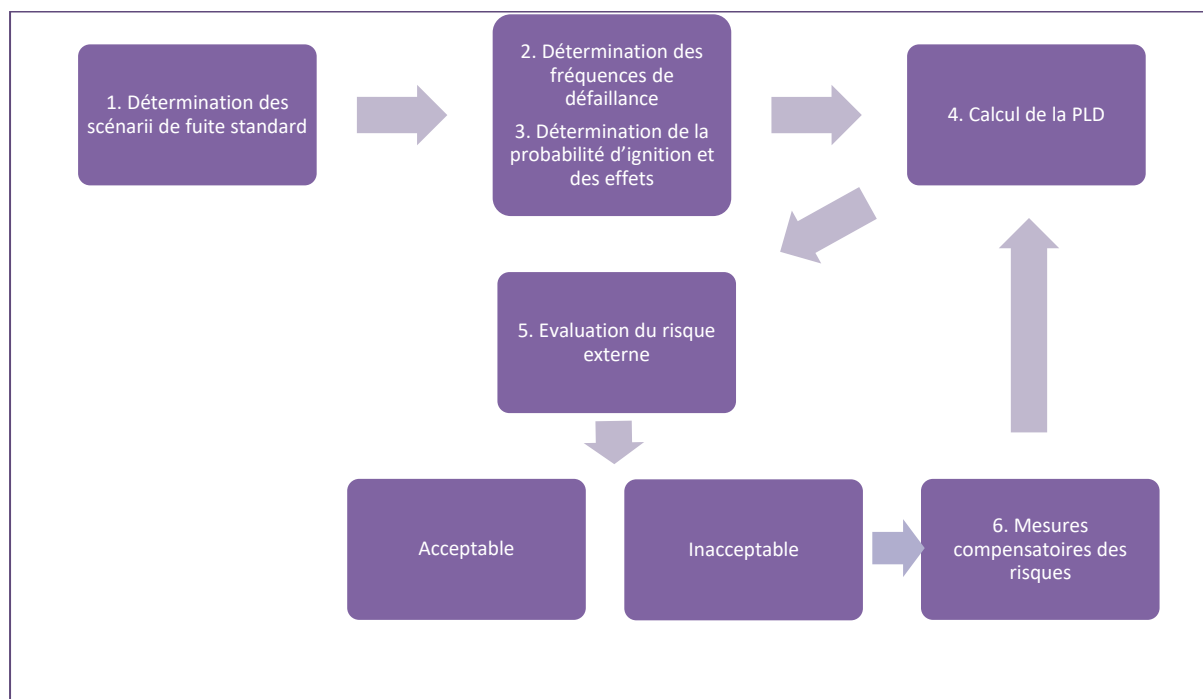 1. Détermination des
scénarii de fuite standard
2. Détermination des
fréquences de
défaillance
3. Détermination de la
probabilité d'ignition et
des effets
4. Calcul de la PLD
5. Evaluation du risque
externe
Acceptable
Inacceptable
6. Mesures
compensatoires des
risques